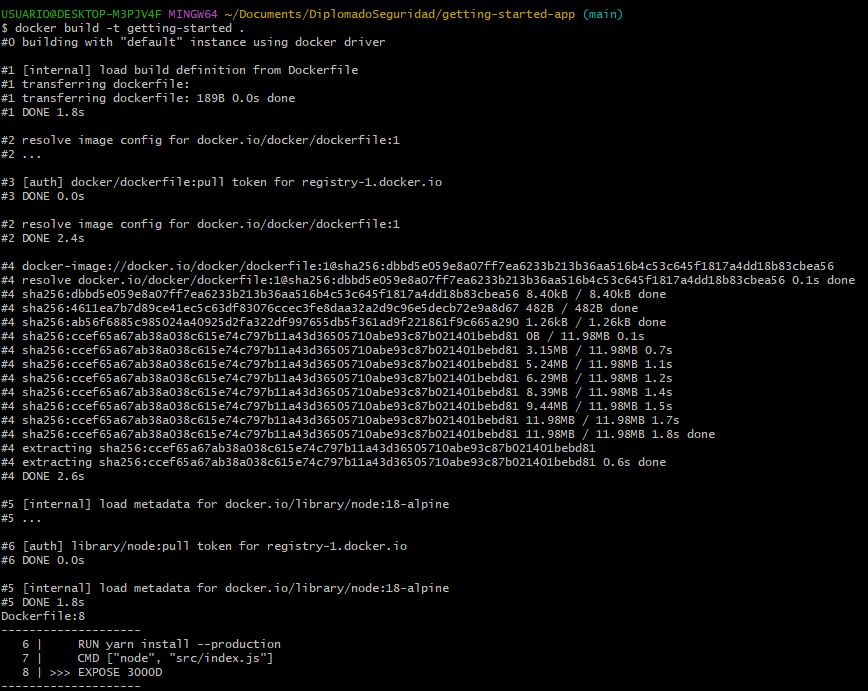 USUARIO@DESKTOP-M3PJV4F MINGW64 ~/Documents/DiplomadoSeguridad/getting-started-app (main)
$ docker build -t getting-started .
#0 building with "default" instance using docker driver
#1 [internal] load build definition from Dockerfile
#1 transferring dockerfile:
#1 transferring dockerfile: 189B 0.0s done
#1 DONE 1.8s
#2 resolve image config for docker.io/docker/dockerfile:1
#2 ...
#3 [auth] docker/dockerfile:pull token for registry-1.docker.io
#3 DONE 0.0s
#2 resolve image config for docker.io/docker/dockerfile:1
#2 DONE 2.4s
#4 docker-image://docker.io/docker/dockerfile:1@sha256:dbbd5e059e8a07ff7ea6233b213b36aa516b4c53c645f1817a4dd18b83cbea56
#4 resolve docker.io/docker/dockerfile:1@sha256:dbbd5e059e8a07ff7ea6233b213b36aa516b4c53c645f1817a4dd18b83cbea56 0.1s done
#4 sha256:dbbd5e059e8a07ff7ea6233b213b36aa516b4c53c645f1817a4dd18b83cbea56 8.40kB / 8.40kB done
#4 sha256:4611ea7b7d89ce41ec5c63df83076ccec3fe8daa32a2d9c96e5decb72e9a8d67 482B / 482B done
#4 sha256:ab56f6885c985024a40925d2fa322df997655db5f361ad9f221861f9c665a290 1.26kB / 1.26kB done
#4 sha256:ccef65a67ab38a038c615e74c797b11a43d36505710abe93c87b021401bebd81 0B / 11.98MB 0.1s
#4 sha256:ccef65a67ab38a038c615e74c797b11a43d36505710abe93c87b021401bebd81 3.15MB / 11.98MB 0.7s
#4 sha256:ccef65a67ab38a038c615e74c797b11a43d36505710abe93c87b021401bebd81 5.24MB / 11.98MB 1.1s
#4 sha256:ccef65a67ab38a038c615e74c797b11a43d36505710abe93c87b021401bebd81 6.29MB / 11.98MB 1.2s
#4 sha256:ccef65a67ab38a038c615e74c797b11a43d36505710abe93c87b021401bebd81 8.39MB / 11.98MB 1.4s
#4 sha256:ccef65a67ab38a038c615e74c797b11a43d36505710abe93c87b021401bebd81 9.44MB / 11.98MB 1.5s
#4 sha256:ccef65a67ab38a038c615e74c797b11a43d36505710abe93c87b021401bebd81 11.98MB / 11.98MB 1.7s
#4 sha256:ccef65a67ab38a038c615e74c797b11a43d36505710abe93c87b021401bebd81 11.98MB / 11.98MB 1.8s done
#4 extracting sha256:ccef65a67ab38a038c615e74c797b11a43d36505710abe93c87b021401bebd81
#4 extracting sha256:ccef65a67ab38a038c615e74c797b11a43d36505710abe93c87b021401bebd81 0.6s done
#4 DONE 2.6s
#5 [internal] load metadata for docker.io/library/node:18-alpine
#5 ...
#6 [auth] library/node:pull token for registry-1.docker.io
#6 DONE 0.0s
#5 [internal] load metadata for docker.io/library/node:18-alpine
#5 DONE 1.8s
Dockerfile:8
--------------------
   6 |     RUN yarn install --production
   7 |     CMD ["node", "src/index.js"]
   8 | >>> EXPOSE 3000D
--------------------